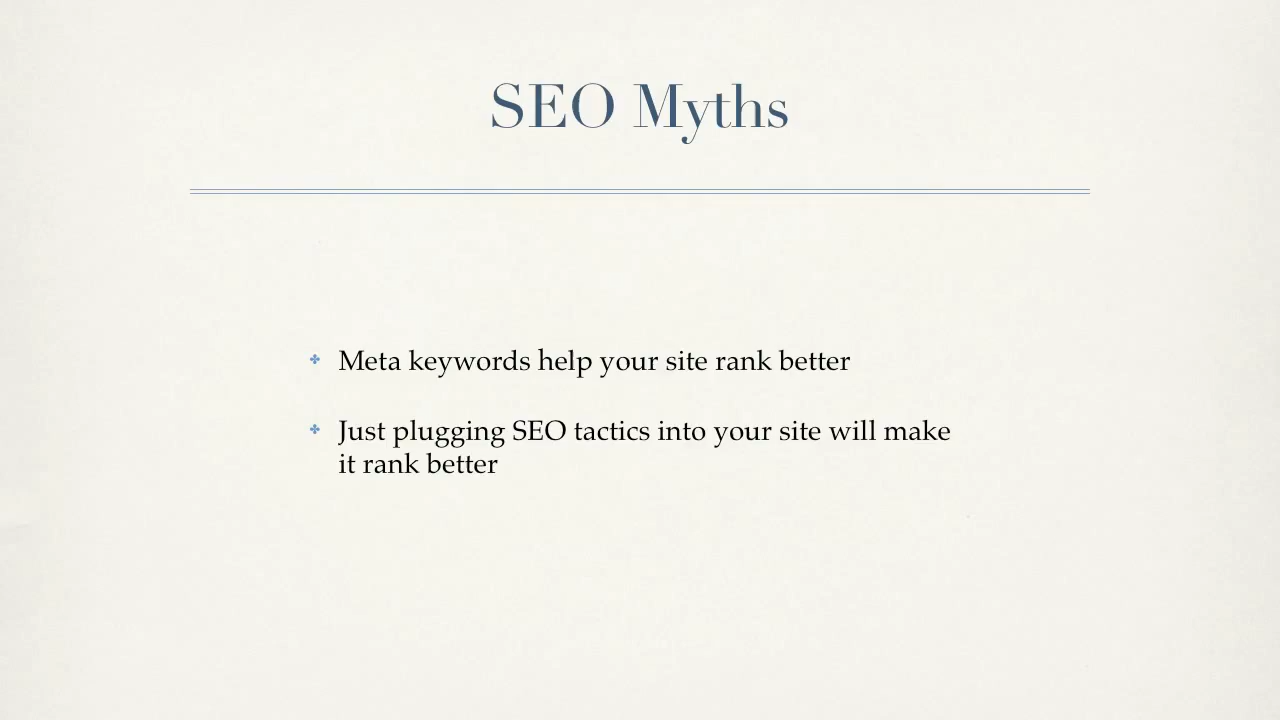 SEO Myths
Meta keywords help your site rank better
Just plugging SEO tactics into your site will make
it rank better